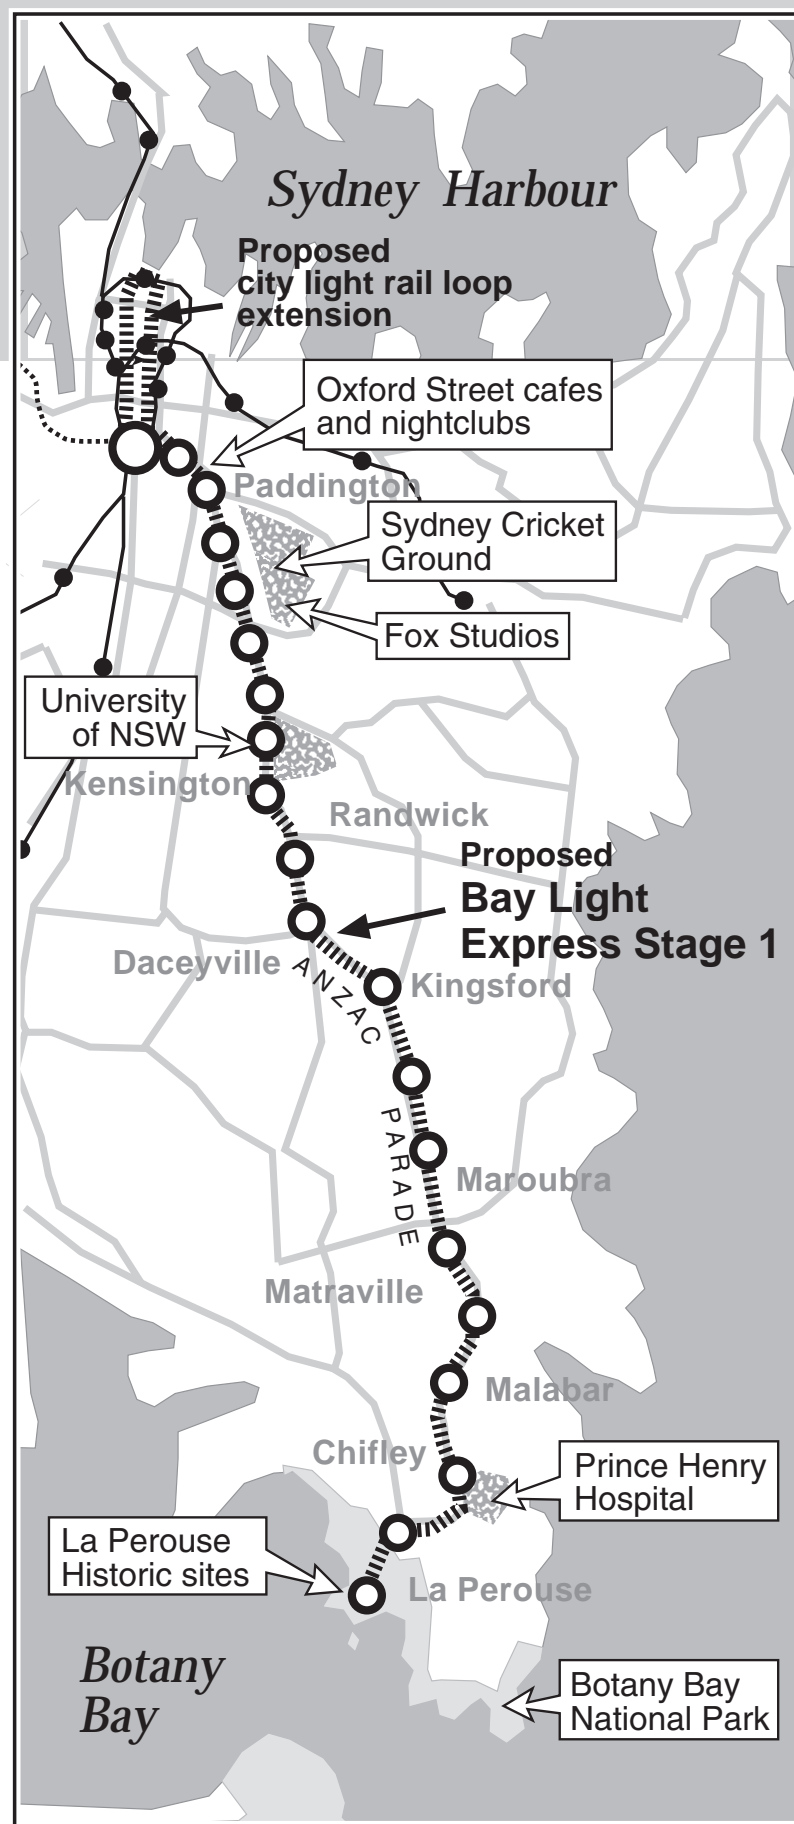 Sydney Harbour
Proposed
city light rail loop
extension
Oxford Street cafes
and nightclubs
Paddington
Sydney Cricket
Ground
Fox Studios
University
of NSW
Kensington
Randwick
Proposed
Bay Light
Express Stage 1
Daceyville
ANZAC
Kingsford
PARADE
Maroubra
Matraville
Malabar
Chifley
Prince Henry
Hospital
La Perouse
Historic sites
La Perouse
Botany
Bay
Botany Bay
National Park